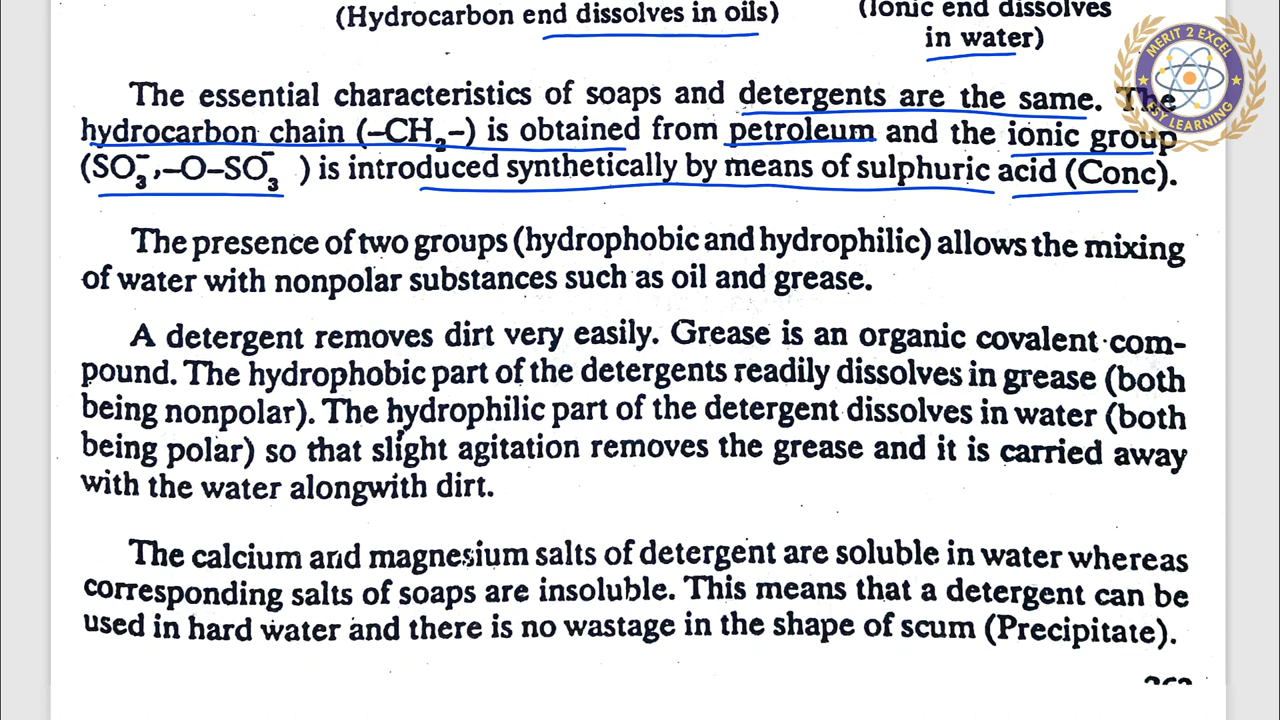 (Hydrocarbon end dissolves in oils) (Ionic end dissolves
in water)
The essential characteristics of soaps and detergents are the same. The
hydrocarbon chain (–CH₂–) is obtained from petroleum and the ionic group
(SO₃⁻,–O–SO₃⁻ ) is introduced synthetically by means of sulphuric acid (Conc).
The presence of two groups (hydrophobic and hydrophilic) allows the mixing
of water with nonpolar substances such as oil and grease.
A detergent removes dirt very easily. Grease is an organic covalent com-
pound. The hydrophobic part of the detergents readily dissolves in grease (both
being nonpolar). The hydrophilic part of the detergent dissolves in water (both
being polar) so that slight agitation removes the grease and it is carried away
with the water alongwith dirt.
The calcium and magnesium salts of detergent are soluble in water whereas
corresponding salts of soaps are insoluble. This means that a detergent can be
used in hard water and there is no wastage in the shape of scum (Precipitate).
MERIT 2 EXCEL
ESY LEARNING